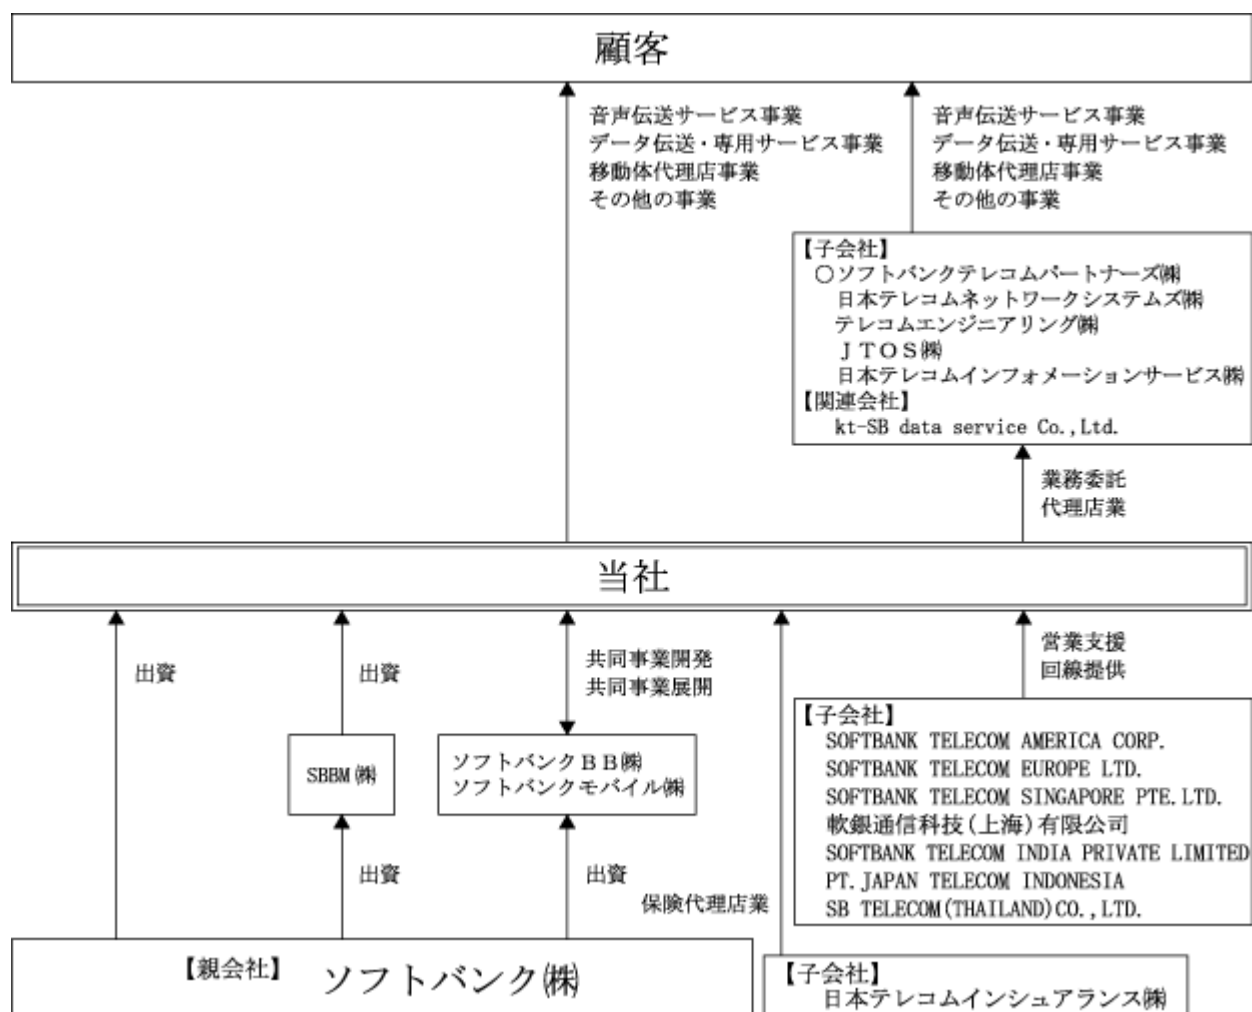 顧客
音声伝送サービス事業
データ伝送・専用サービス事業
移動体代理店事業
その他の事業
音声伝送サービス事業
データ伝送・専用サービス事業
移動体代理店事業
その他の事業
【子会社】
○ソフトバンクテレコムパートナーズ㈱
日本テレコムネットワークシステムズ㈱
テレコムエンジニアリング㈱
ＪＴＯＳ㈱
日本テレコムインフォメーションサービス㈱
【関連会社】
kt-SB data service Co.,Ltd.
業務委託
代理店業
当社
出資
出資
共同事業開発
共同事業展開
営業支援
回線提供
SBBM㈱
ソフトバンクＢＢ㈱
ソフトバンクモバイル㈱
【子会社】
SOFTBANK TELECOM AMERICA CORP.
SOFTBANK TELECOM EUROPE LTD.
SOFTBANK TELECOM SINGAPORE PTE.LTD.
軟銀通信科技(上海)有限公司
SOFTBANK TELECOM INDIA PRIVATE LIMITED
PT.JAPAN TELECOM INDONESIA
SB TELECOM(THAILAND)CO.,LTD.
出資
出資
保険代理店業
【親会社】 ソフトバンク㈱
【子会社】
日本テレコムインシュアランス㈱